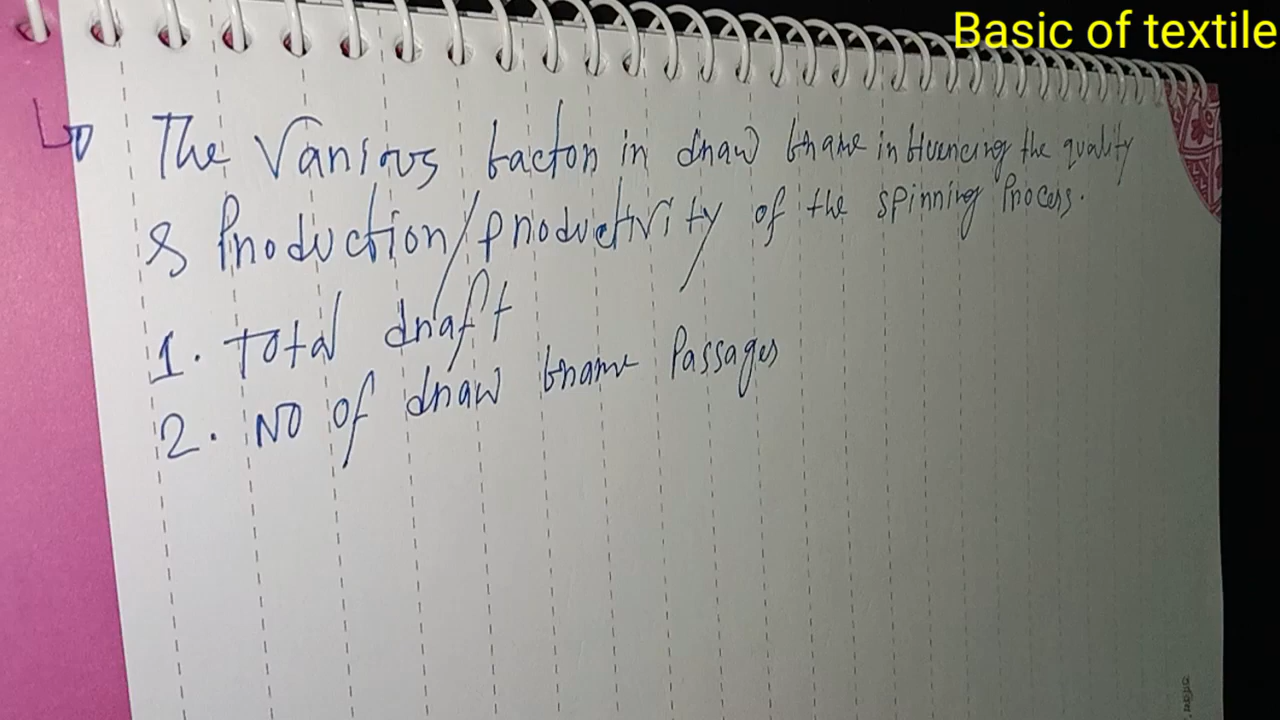 Basic of textile
The Various factor in draw frame influencing the quality
& Production/productivity of the spinning Process.
1. Total draft
2. NO of draw frame Passages